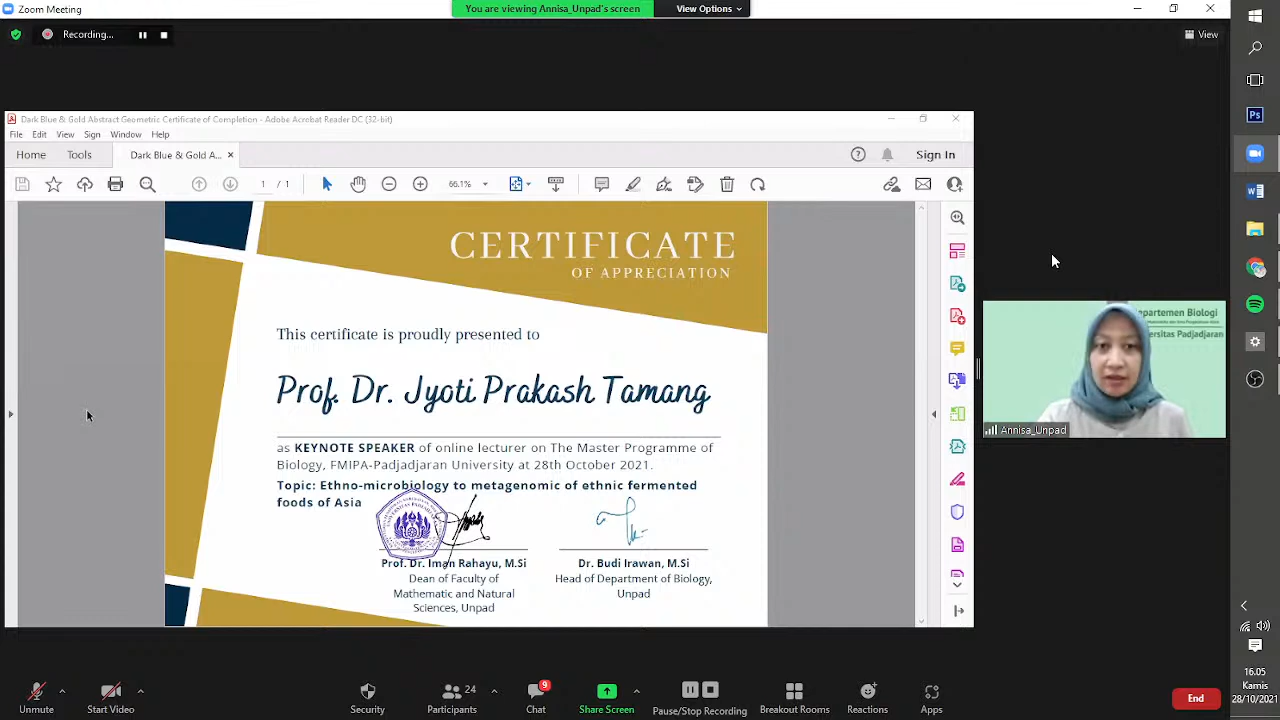 Zoom Meeting
You are viewing Annisa_Unpad's screen
View Options
Recording...
View
Dark Blue & Gold Abstract Geometric Certificate of Completion - Adobe Acrobat Reader DC (32-bit)
File Edit View Sign Window Help
Home Tools Dark Blue & Gold A...
Sign In
1 / 1
66.1%
CERTIFICATE
OF APPRECIATION
This certificate is proudly presented to
Prof. Dr. Jyoti Prakash Tamang
as KEYNOTE SPEAKER of online lecturer on The Master Programme of
Biology, FMIPA-Padjadjaran University at 28th October 2021.
Topic: Ethno-microbiology to metagenomic of ethnic fermented
foods of Asia
Prof. Dr. Iman Rahayu, M.Si
Dean of Faculty of
Mathematic and Natural
Sciences, Unpad
Dr. Budi Irawan, M.Si
Head of Department of Biology,
Unpad
epartemen Biologi
ersitas Padjadjaran
Annisa_Unpad
Ps
W
Unmute
Start Video
Security
24
Participants
9
Chat
Share Screen
Pause/Stop Recording
Breakout Rooms
Reactions
Apps
End
16.05
Kamis
28/10/20